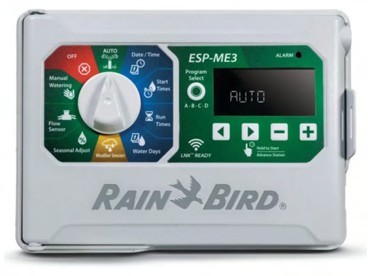 OFF
AUTO
Date / Time
Start
Times
Run
Times
Water Days
Weather Sensor
Seasonal Adjust
Flow
Sensor
Manual
Watering
ESP-ME3
ALARM
Program
Select
A-B-C-D
AUTO
LNK™ READY
Hold to Start
Advance Station
RAIN BIRD®